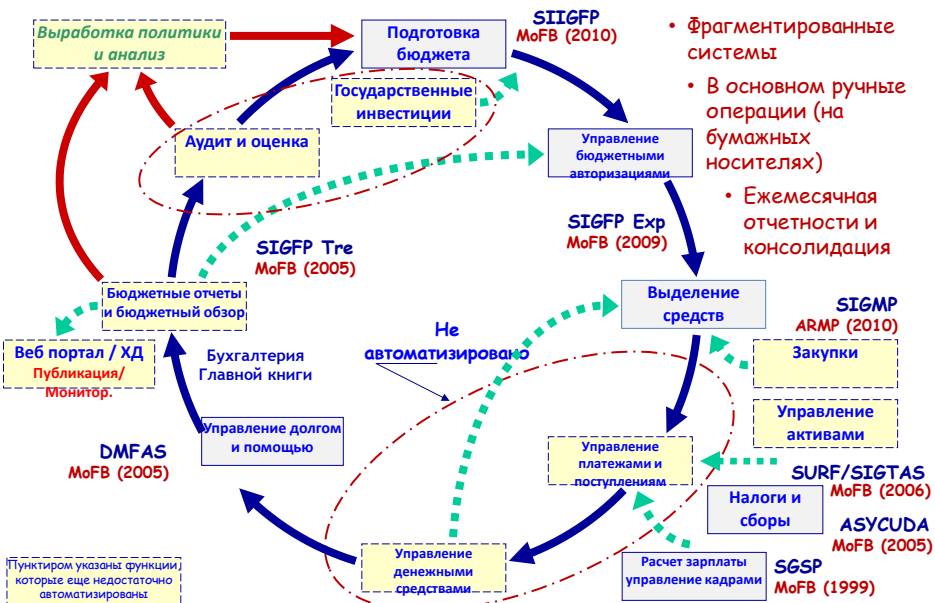 Выработка политики
и анализ
Подготовка
бюджета
SIIGFP
MoFB (2010)
• Фрагментированные
системы
• В основном ручные
операции (на
бумажных
носителях)
• Ежемесячная
отчетности и
консолидация
Государственные
инвестиции
Аудит и оценка
Управление
бюджетными
авторизациями
SIGFP Exp
MoFB (2009)
SIGFP Tre
MoFB (2005)
Бюджетные отчеты
и бюджетный обзор
Выделение
средств
SIGMP
ARMP (2010)
Закупки
Веб портал / ХД
Публикация/
Монитор.
Бухгалтерия
Главной книги
Не
автоматизировано
Управление
активами
Управление долгом
и помощью
DMFAS
MoFB (2005)
Управление
платежами и
поступлениям
SURF/SIGTAS
MoFB (2006)
Налоги и
сборы
ASYCUDA
MoFB (2005)
Управление
денежными
средствами
Расчет зарплаты
управление кадрами
SGSP
MoFB (1999)
Пунктиром указаны функции,
которые еще недостаточно
автоматизированы